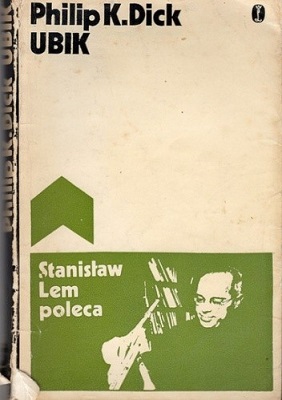 Philip K. Dick
UBIK
Philip K. Dick UBIK
Stanisław
Lem
poleca